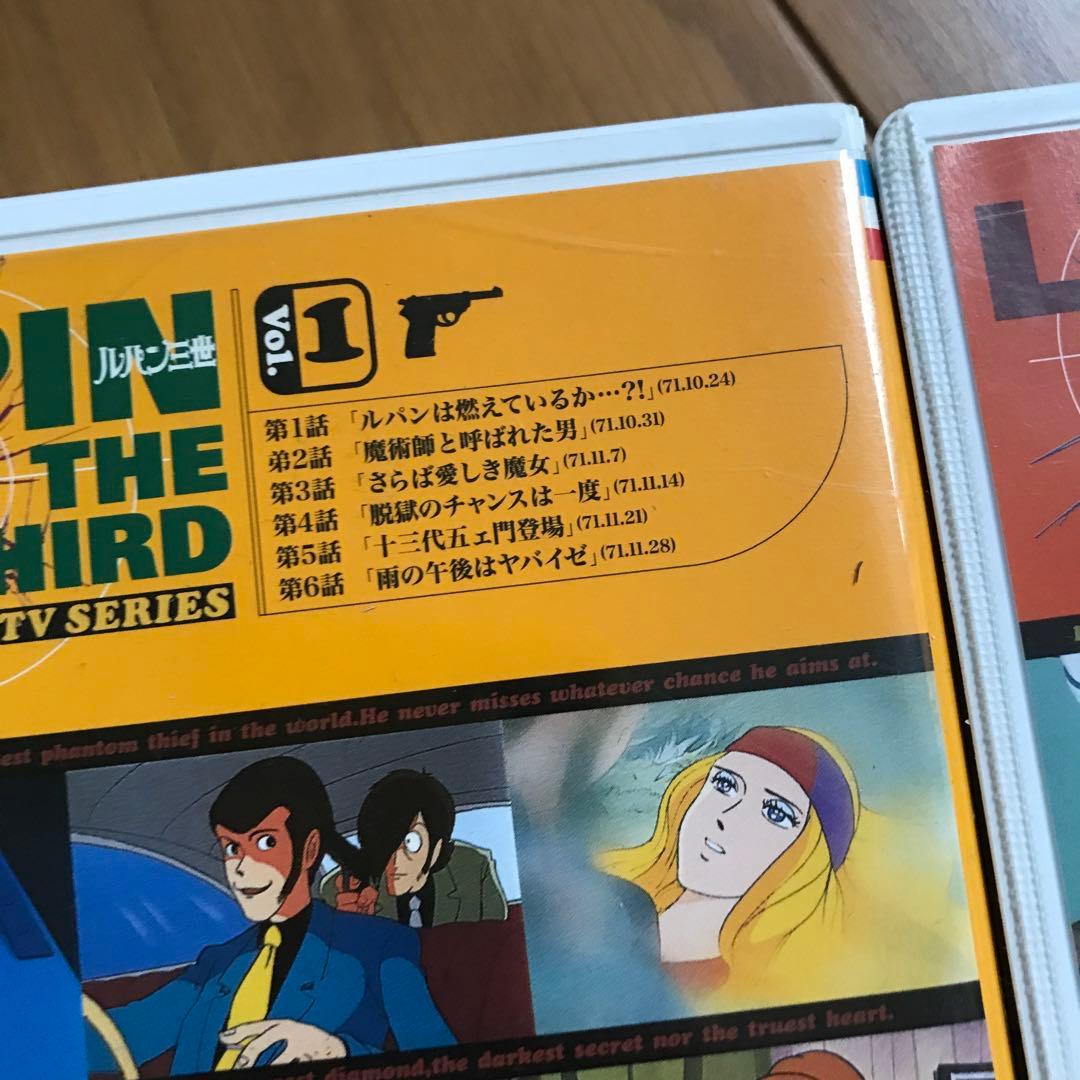 PIN
ルパン三世
THE
HIRD
TV SERIES
Vol. 1
第1話 「ルパンは燃えているか…?!」(71.10.24)
第2話 「魔術師と呼ばれた男」(71.10.31)
第3話 「さらば愛しき魔女」(71.11.7)
第4話 「脱獄のチャンスは一度」(71.11.14)
第5話 「十三代五ェ門登場」(71.11.21)
第6話 「雨の午後はヤバイゼ」(71.11.28)
est phantom thief in the world.He never misses whatever chance he aims at.
st diamond,the darkest secret nor the truest heart.
L